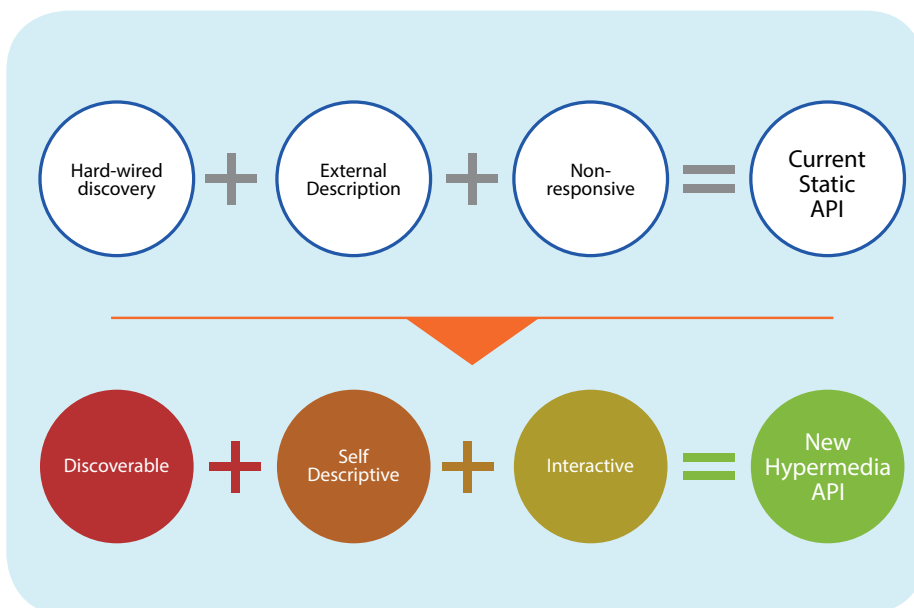 Hard-wired
discovery
External
Description
Non-
responsive
Current
Static
API
Discoverable
Self
Descriptive
Interactive
New
Hypermedia
API